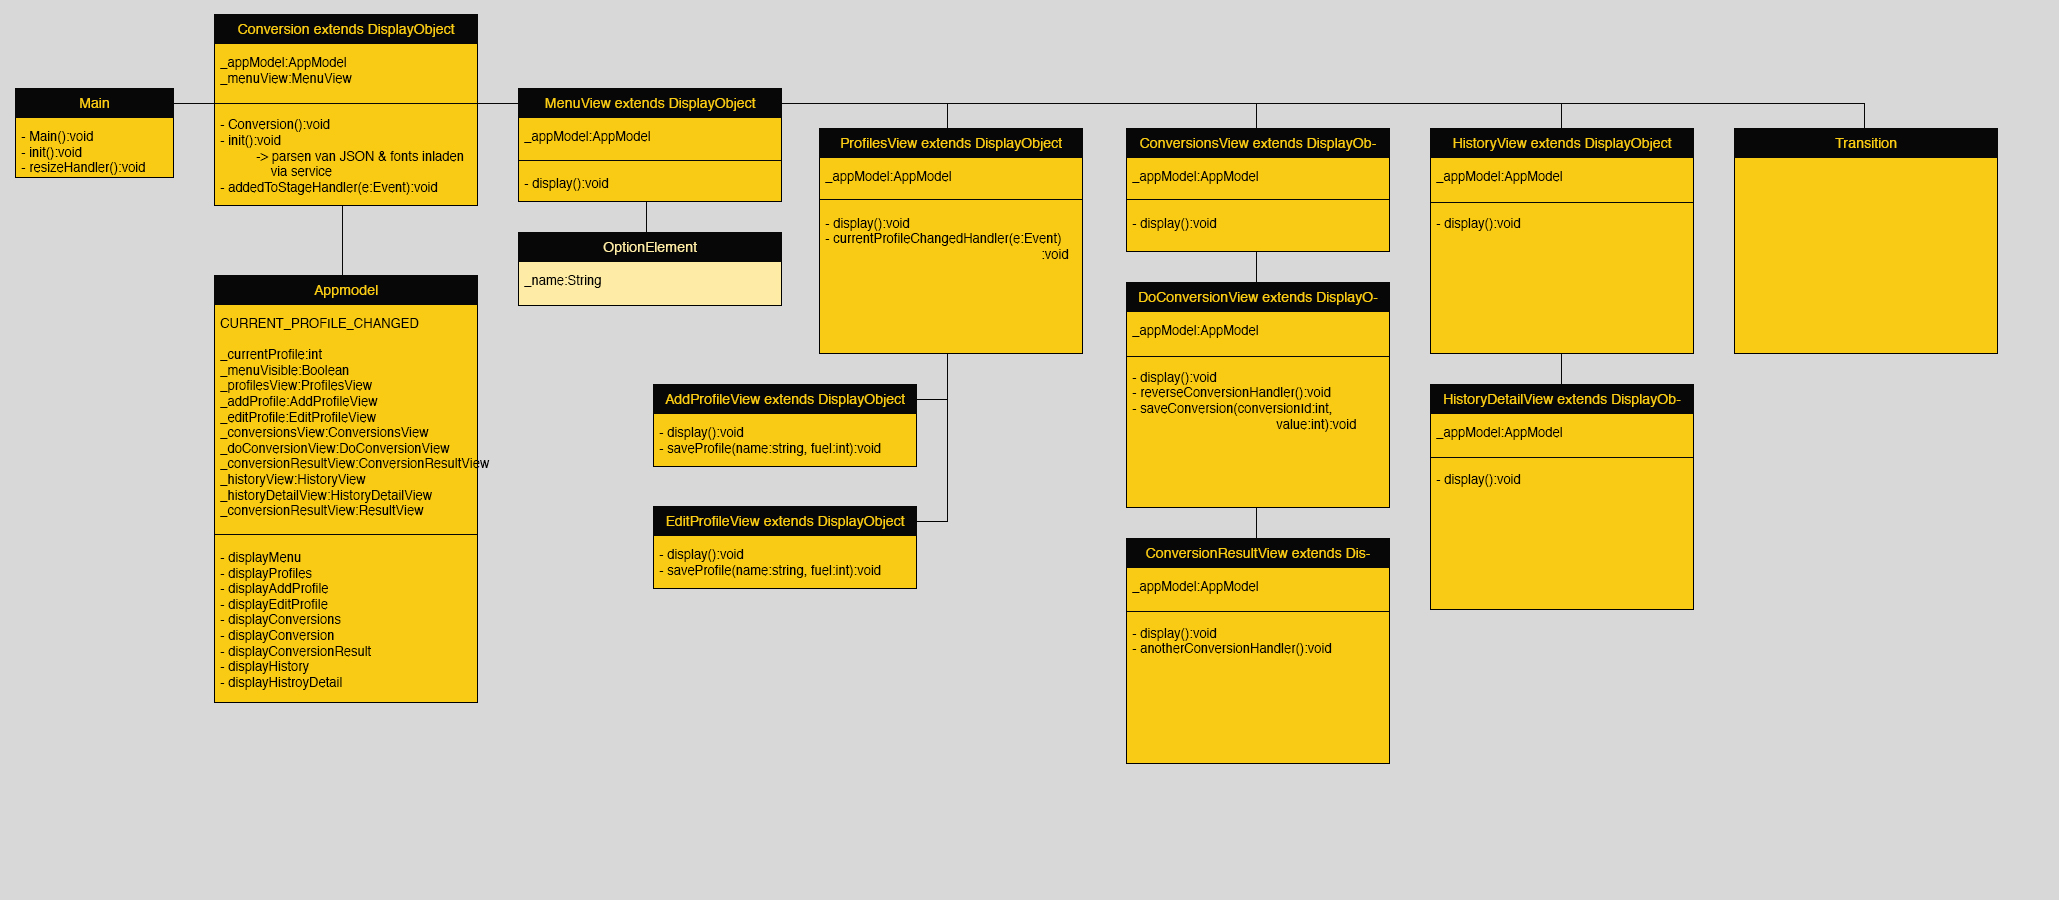 Conversion extends DisplayObject
_appModel:AppModel
_menuView:MenuView
- Conversion():void
- init():void
-> parsen van JSON & fonts inladen
via service
- addedToStageHandler(e:Event):void
Main
- Main():void
- init():void
- resizeHandler():void
Appmodel
CURRENT_PROFILE_CHANGED
_currentProfile:int
_menuVisible:Boolean
_profilesView:ProfilesView
_addProfile:AddProfileView
_editProfile:EditProfileView
_conversionsView:ConversionsView
_doConversionView:DoConversionView
_conversionResultView:ConversionResultView
_historyView:HistoryView
_historyDetailView:HistoryDetailView
_conversionResultView:ResultView
- displayMenu
- displayProfiles
- displayAddProfile
- displayEditProfile
- displayConversions
- displayConversion
- displayConversionResult
- displayHistory
- displayHistroyDetail
MenuView extends DisplayObject
_appModel:AppModel
- display():void
OptionElement
_name:String
ProfilesView extends DisplayObject
_appModel:AppModel
- display():void
- currentProfileChangedHandler(e:Event)
:void
AddProfileView extends DisplayObject
- display():void
- saveProfile(name:string, fuel:int):void
EditProfileView extends DisplayObject
- display():void
- saveProfile(name:string, fuel:int):void
ConversionsView extends DisplayOb-
_appModel:AppModel
- display():void
DoConversionView extends DisplayO-
_appModel:AppModel
- display():void
- reverseConversionHandler():void
- saveConversion(conversionId:int,
value:int):void
ConversionResultView extends Dis-
_appModel:AppModel
- display():void
- anotherConversionHandler():void
HistoryView extends DisplayObject
_appModel:AppModel
- display():void
HistoryDetailView extends DisplayOb-
_appModel:AppModel
- display():void
Transition